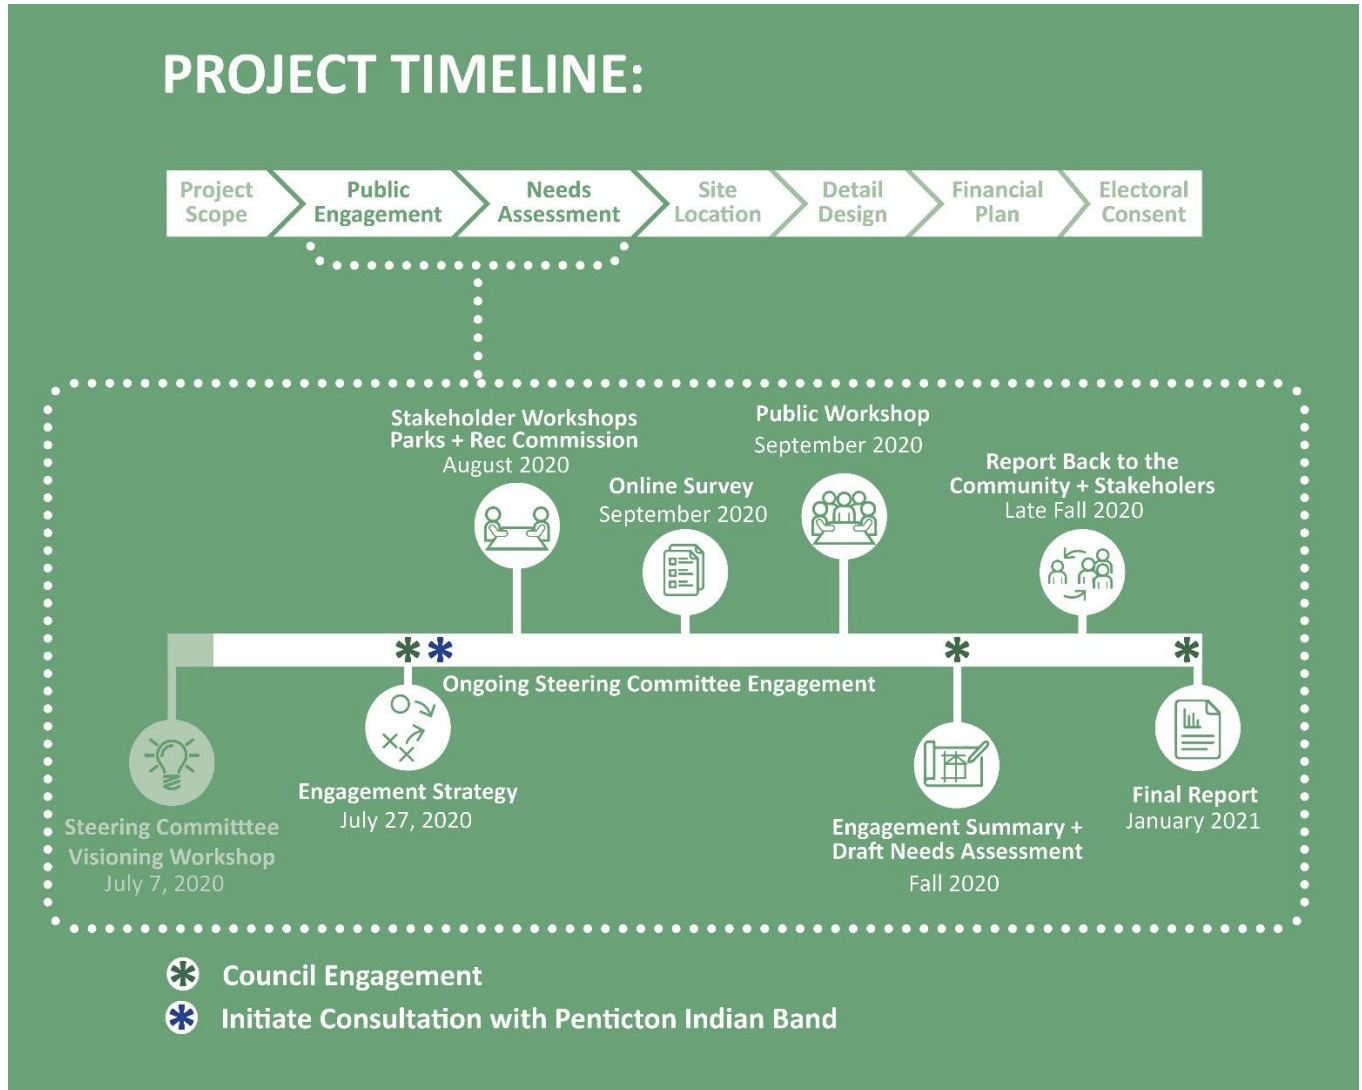 PROJECT TIMELINE:
Project
Scope
Public
Engagement
Needs
Assessment
Site
Location
Detail
Design
Financial
Plan
Electoral
Consent
Stakeholder Workshops
Parks + Rec Commission
August 2020
Online Survey
September 2020
Public Workshop
September 2020
Report Back to the
Community + Stakeholers
Late Fall 2020
Ongoing Steering Committee Engagement
Steering Committtee
Visioning Workshop
July 7, 2020
Engagement Strategy
July 27, 2020
Engagement Summary +
Draft Needs Assessment
Fall 2020
Final Report
January 2021
Council Engagement
Initiate Consultation with Penticton Indian Band